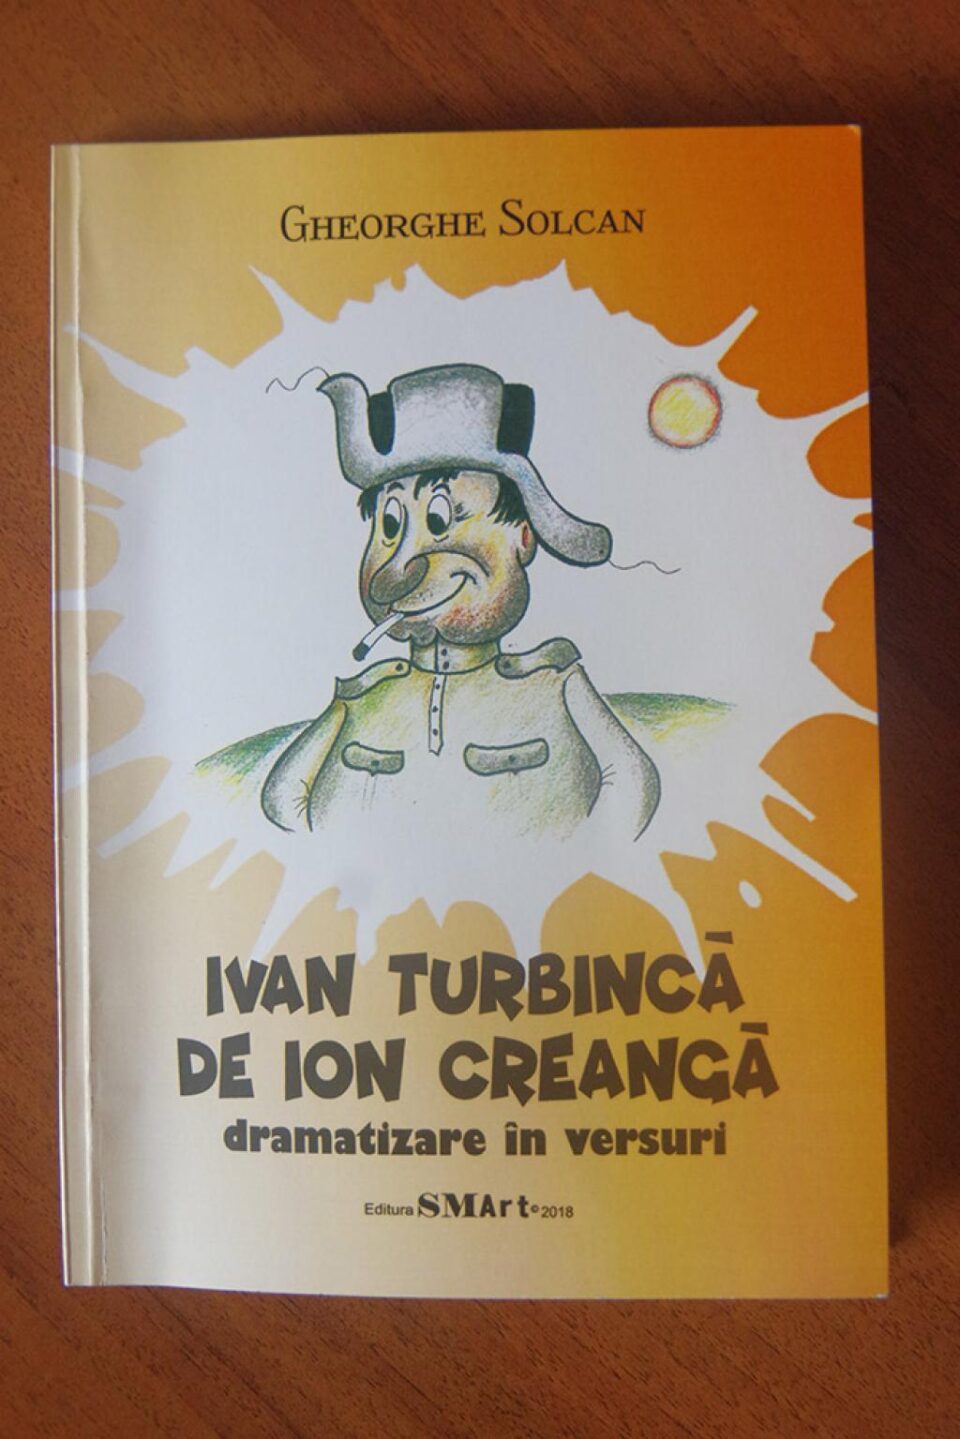 GHEORGHE SOLCAN
IVAN TURBINCĂ
DE ION CREANGĂ
dramatizare în versuri
Editura SMArt © 2018